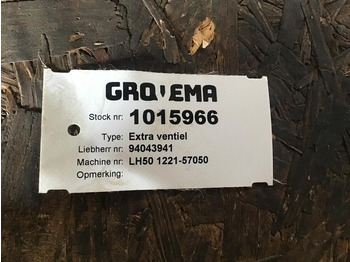 GROVEMA
Stock nr: 1015966
Type: Extra ventiel
Liebherr nr: 94043941
Machine nr: LH50 1221-57050
Opmerking: